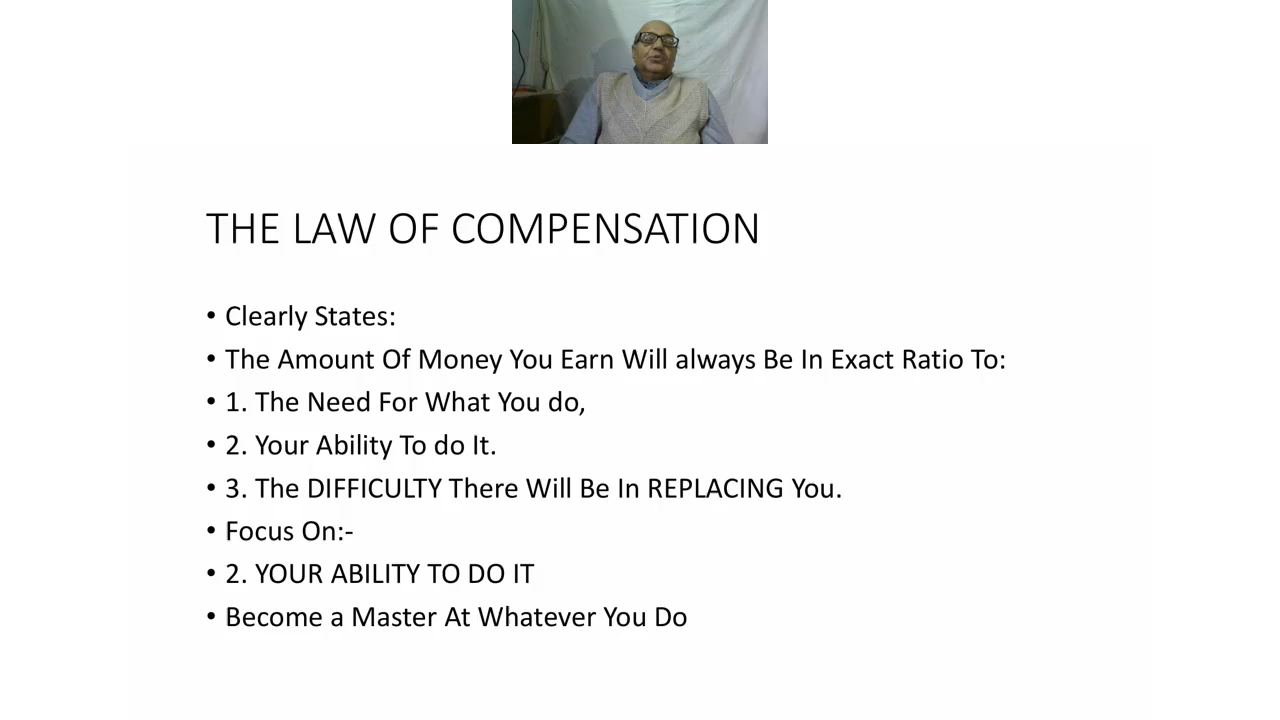 THE LAW OF COMPENSATION
• Clearly States:
• The Amount Of Money You Earn Will always Be In Exact Ratio To:
• 1. The Need For What You do,
• 2. Your Ability To do It.
• 3. The DIFFICULTY There Will Be In REPLACING You.
• Focus On:-
• 2. YOUR ABILITY TO DO IT
• Become a Master At Whatever You Do